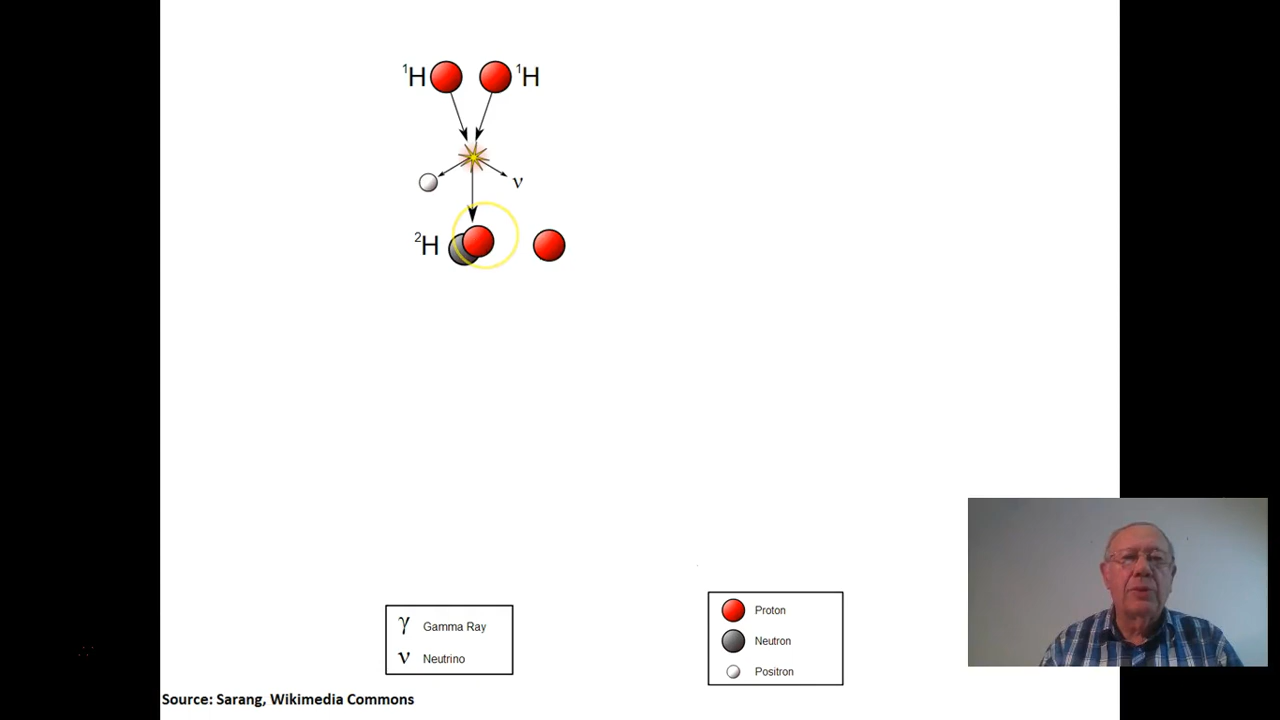 ¹H ¹H
ν
²H
γ Gamma Ray
ν Neutrino
Proton
Neutron
Positron
Source: Sarang, Wikimedia Commons